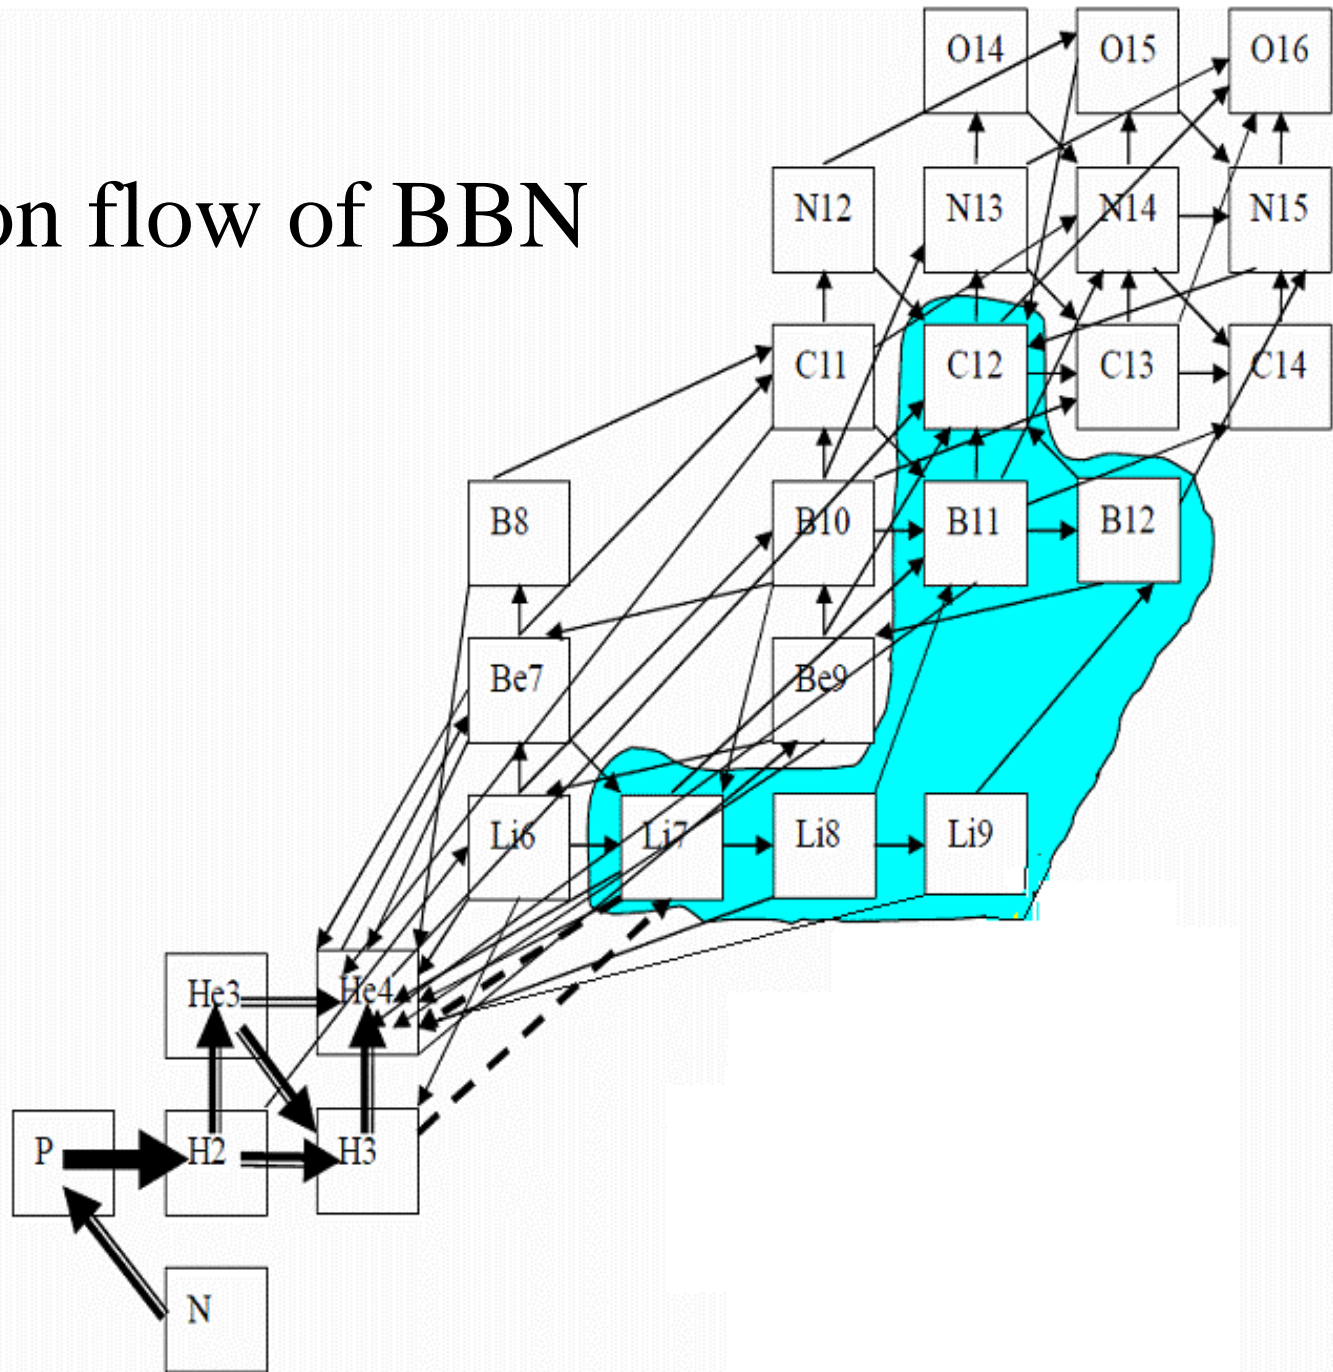 O14 O15 O16
on flow of BBN
N12 N13 N14 N15
C11 C12 C13 C14
B8 B10 B11 B12
Be7 Be9
Li6 Li7 Li8 Li9
He3 He4
P H2 H3
N